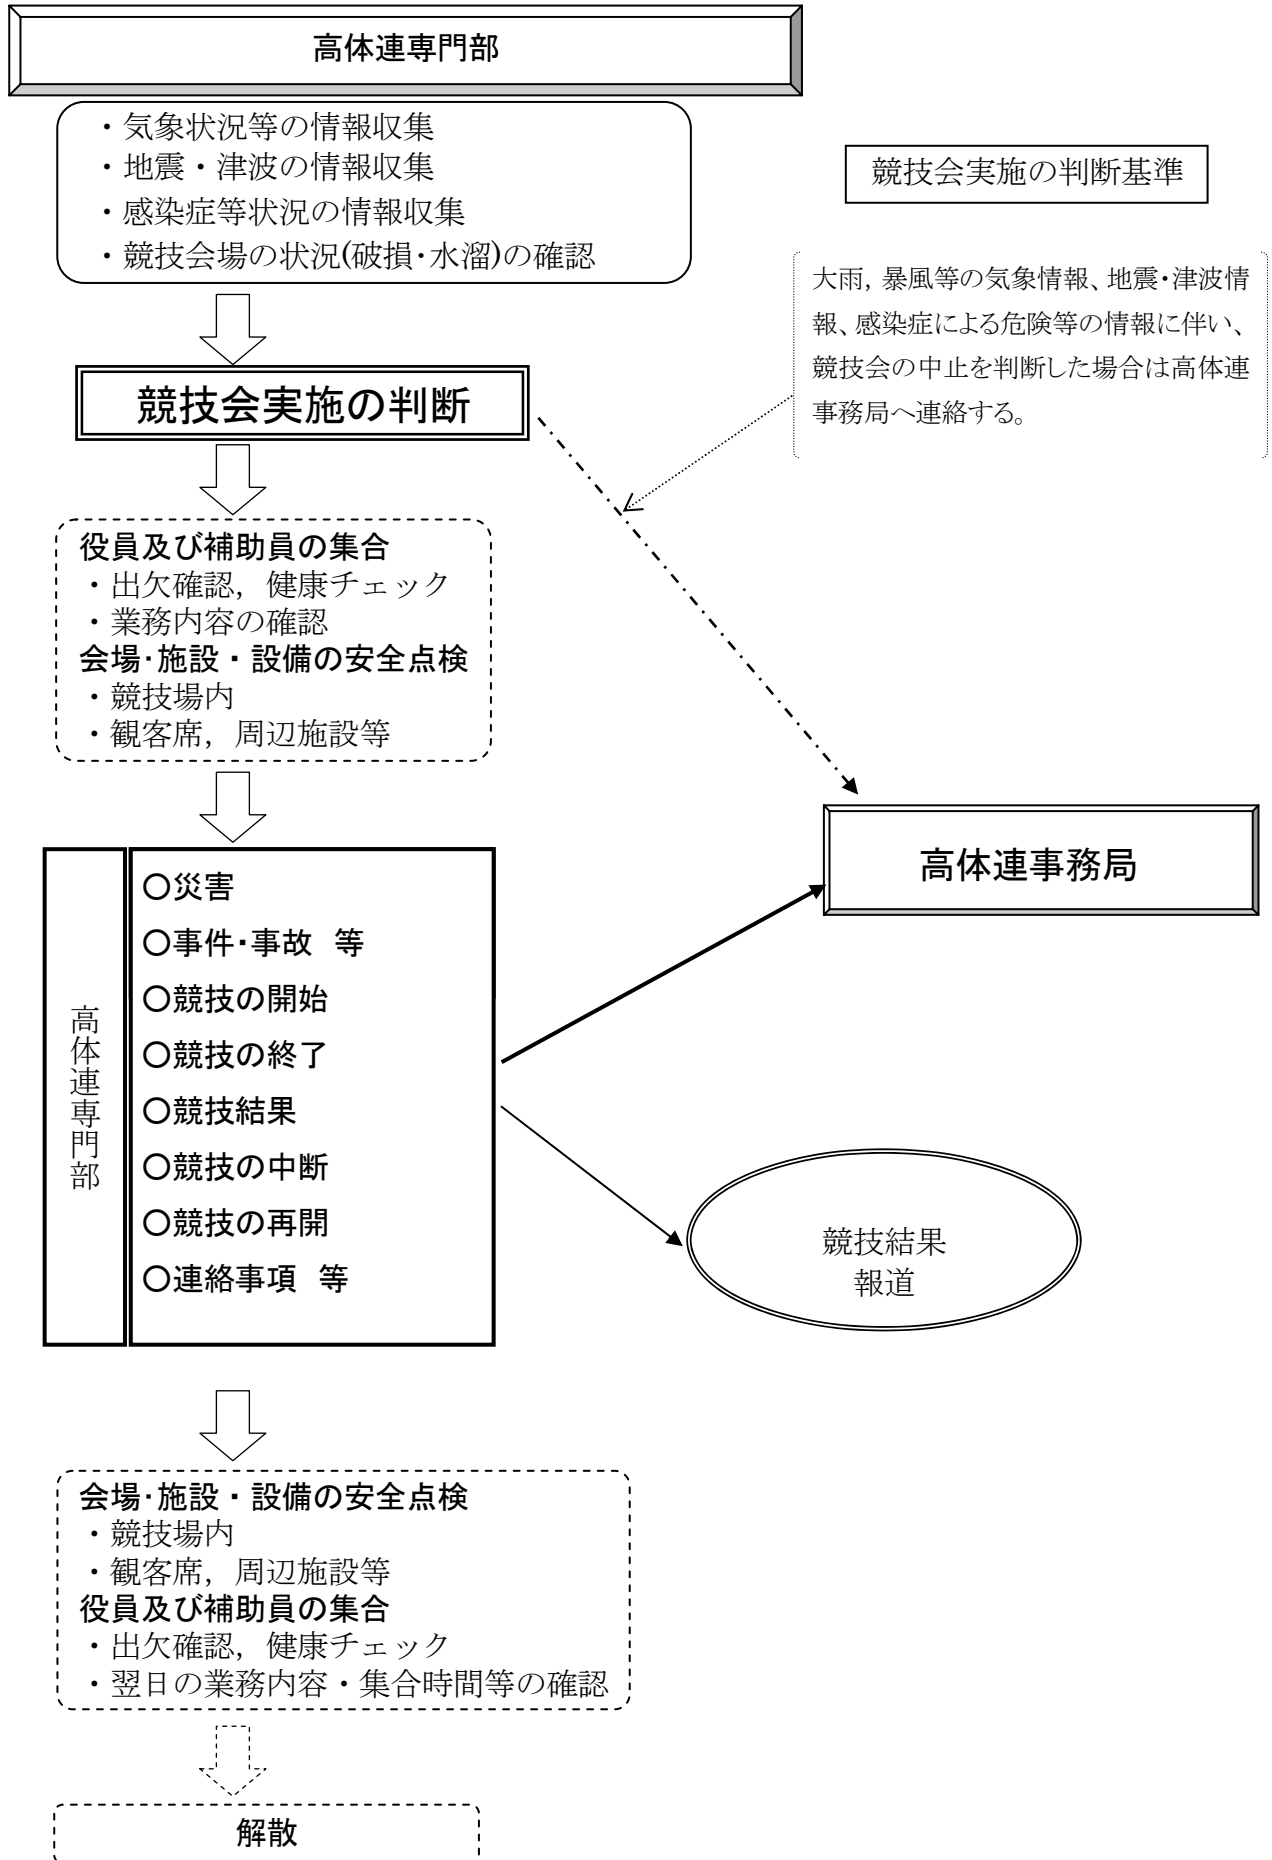 高体連専門部
・気象状況等の情報収集
・地震・津波の情報収集
・感染症等状況の情報収集
・競技会場の状況(破損･水溜)の確認
競技会実施の判断基準
大雨，暴風等の気象情報、地震・津波情
報、感染症による危険等の情報に伴い、
競技会の中止を判断した場合は高体連
事務局へ連絡する。
競技会実施の判断
役員及び補助員の集合
・出欠確認，健康チェック
・業務内容の確認
会場･施設・設備の安全点検
・競技場内
・観客席，周辺施設等
高体連専門部
〇災害
〇事件・事故　等
〇競技の開始
〇競技の終了
〇競技結果
〇競技の中断
〇競技の再開
〇連絡事項　等
高体連事務局
競技結果
報道
会場･施設・設備の安全点検
・競技場内
・観客席，周辺施設等
役員及び補助員の集合
・出欠確認，健康チェック
・翌日の業務内容・集合時間等の確認
解散